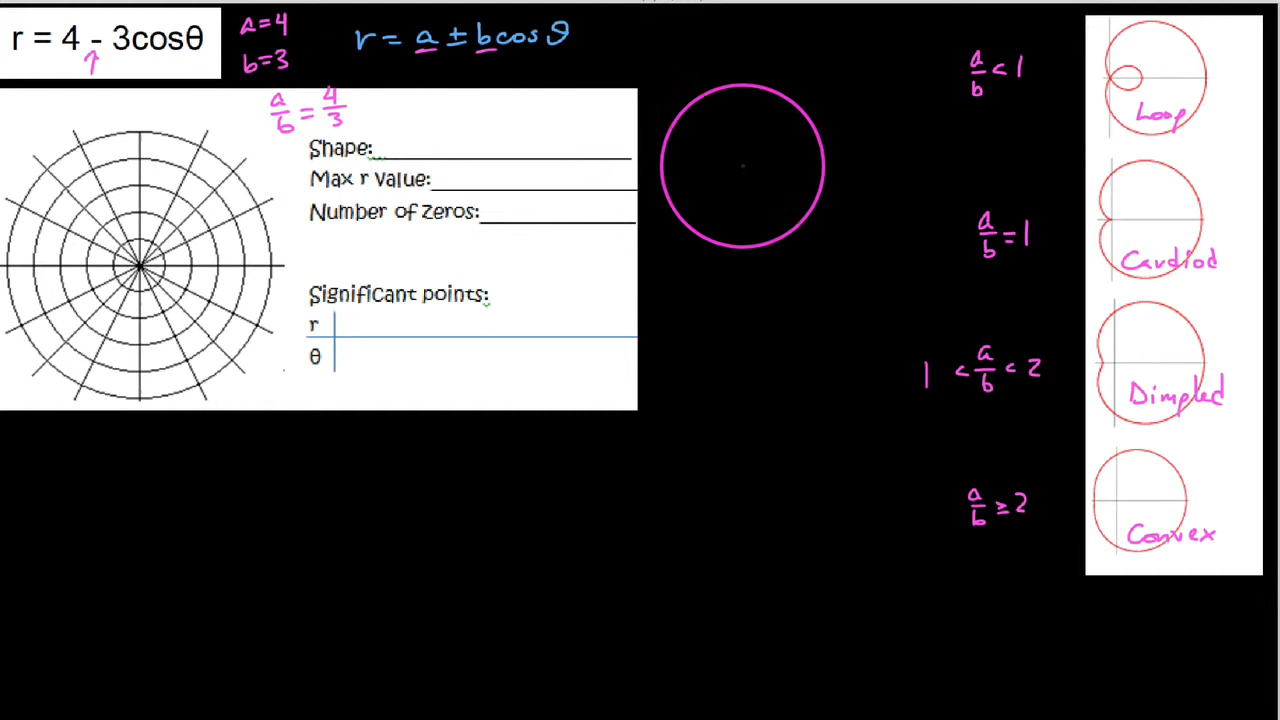 r = 4 - 3cosθ
a=4
b=3
r = a ± b cos θ
a/b = 4/3
Shape:
Max r value:
Number of zeros:
Significant points:
r
θ
a/b < 1
Loop
a/b = 1
Cardiod
1 < a/b < 2
Dimpled
a/b ≥ 2
Convex